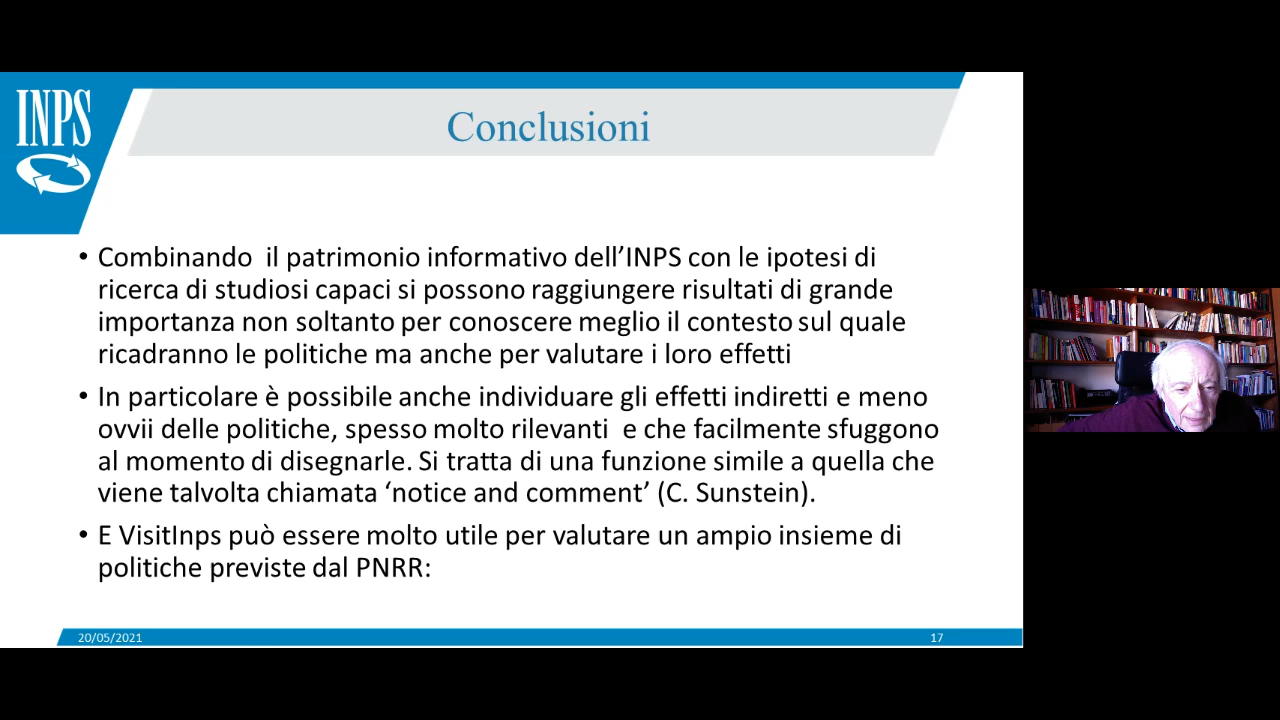 INPS
Conclusioni
• Combinando il patrimonio informativo dell’INPS con le ipotesi di
ricerca di studiosi capaci si possono raggiungere risultati di grande
importanza non soltanto per conoscere meglio il contesto sul quale
ricadranno le politiche ma anche per valutare i loro effetti
• In particolare è possibile anche individuare gli effetti indiretti e meno
ovvii delle politiche, spesso molto rilevanti e che facilmente sfuggono
al momento di disegnarle. Si tratta di una funzione simile a quella che
viene talvolta chiamata ‘notice and comment’ (C. Sunstein).
• E VisitInps può essere molto utile per valutare un ampio insieme di
politiche previste dal PNRR:
20/05/2021
17